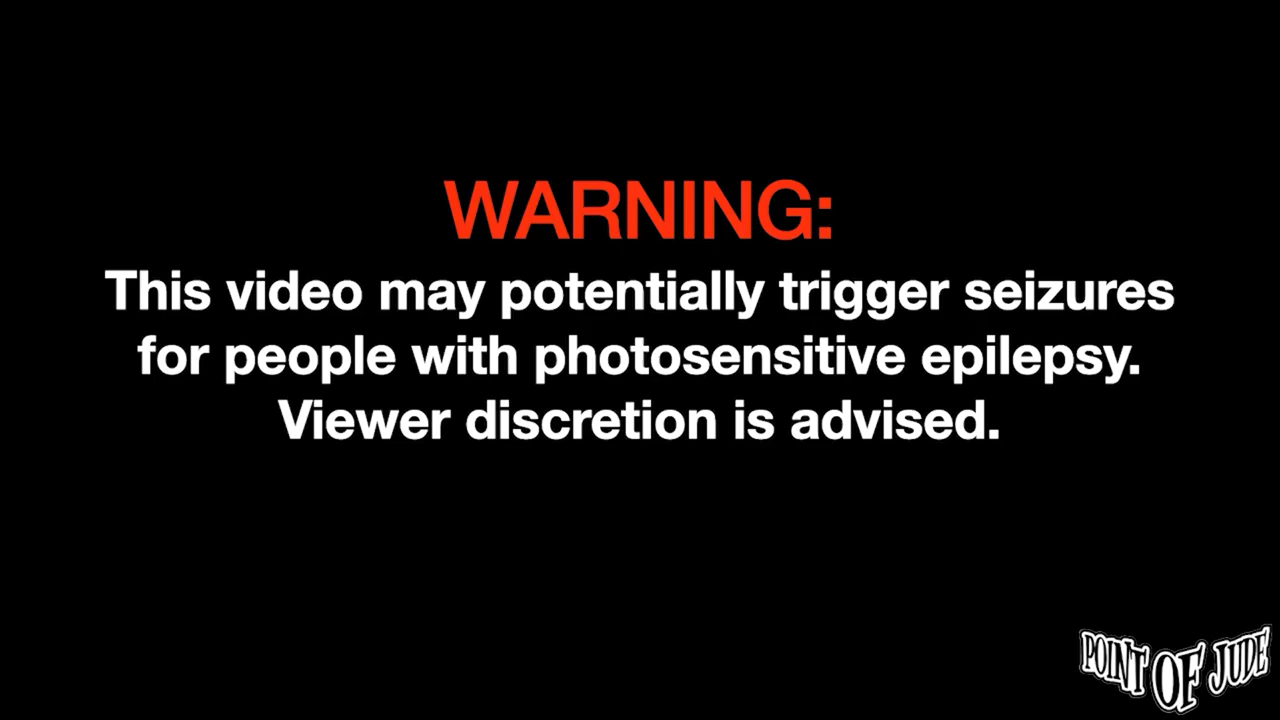 WARNING:
This video may potentially trigger seizures
for people with photosensitive epilepsy.
Viewer discretion is advised.
POINT OF JUDE